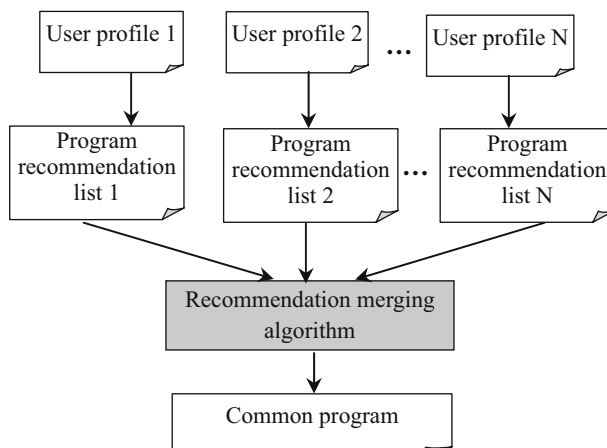 User profile 1
User profile 2
...
User profile N
Program
recommendation
list 1
Program
recommendation
list 2
...
Program
recommendation
list N
Recommendation merging
algorithm
Common program